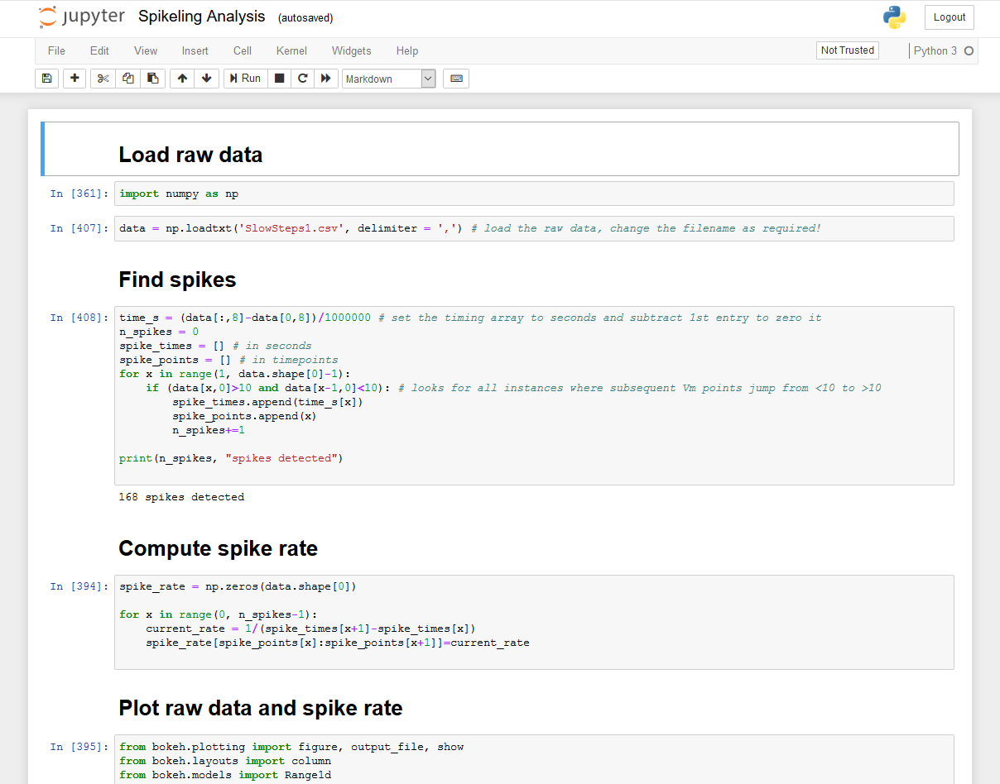 jupyter Spikeling Analysis (autosaved) Logout
File Edit View Insert Cell Kernel Widgets Help Not Trusted Python 3
Run Markdown
Load raw data
In [361]: import numpy as np
In [407]: data = np.loadtxt('SlowSteps1.csv', delimiter = ',') # load the raw data, change the filename as required!
Find spikes
In [408]: time_s = (data[:,8]-data[0,8])/1000000 # set the timing array to seconds and subtract 1st entry to zero it
n_spikes = 0
spike_times = [] # in seconds
spike_points = [] # in timepoints
for x in range(1, data.shape[0]-1):
    if (data[x,0]>10 and data[x-1,0]<10): # looks for all instances where subsequent Vm points jump from <10 to >10
        spike_times.append(time_s[x])
        spike_points.append(x)
        n_spikes+=1
print(n_spikes, "spikes detected")
168 spikes detected
Compute spike rate
In [394]: spike_rate = np.zeros(data.shape[0])
for x in range(0, n_spikes-1):
    current_rate = 1/(spike_times[x+1]-spike_times[x])
    spike_rate[spike_points[x]:spike_points[x+1]]=current_rate
Plot raw data and spike rate
In [395]: from bokeh.plotting import figure, output_file, show
from bokeh.layouts import column
from bokeh.models import Range1d